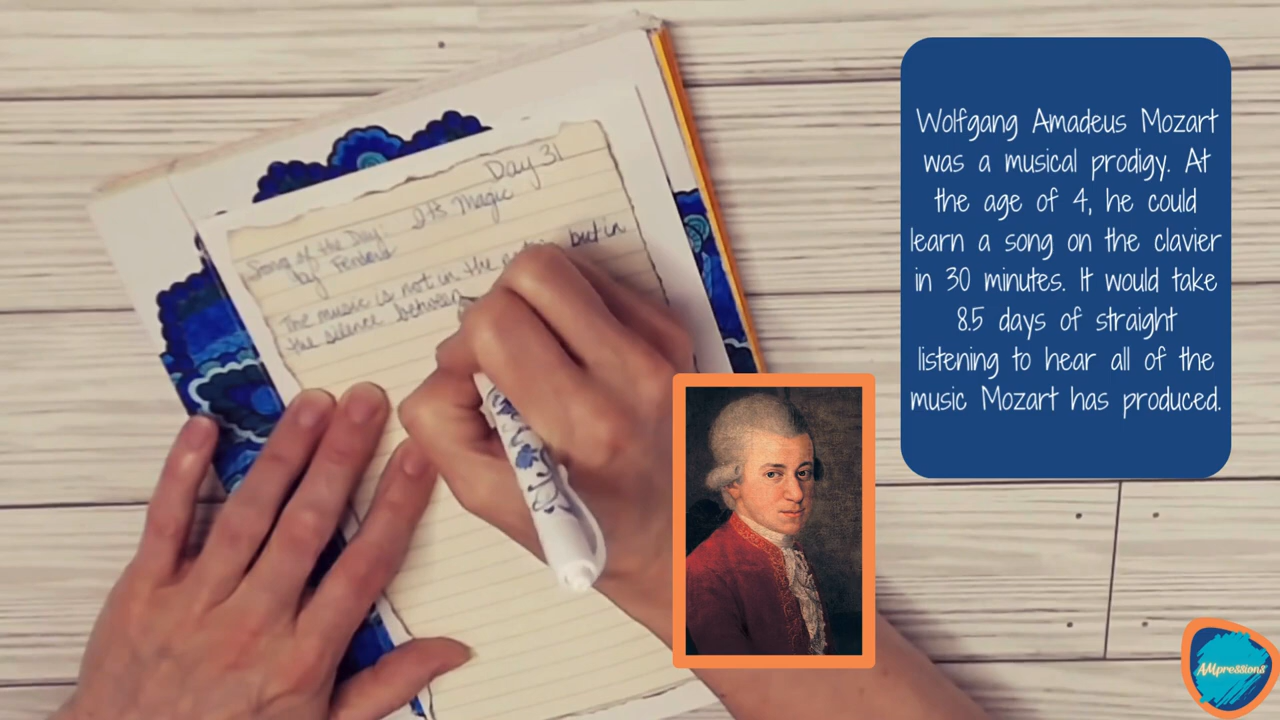 Day 31
Song of the Day: It's Magic
by Fendend
The music is not in the but in
the silence between
Wolfgang Amadeus Mozart
was a musical prodigy. At
the age of 4, he could
learn a song on the clavier
in 30 minutes. It would take
8.5 days of straight
listening to hear all of the
music Mozart has produced.
AMpressions